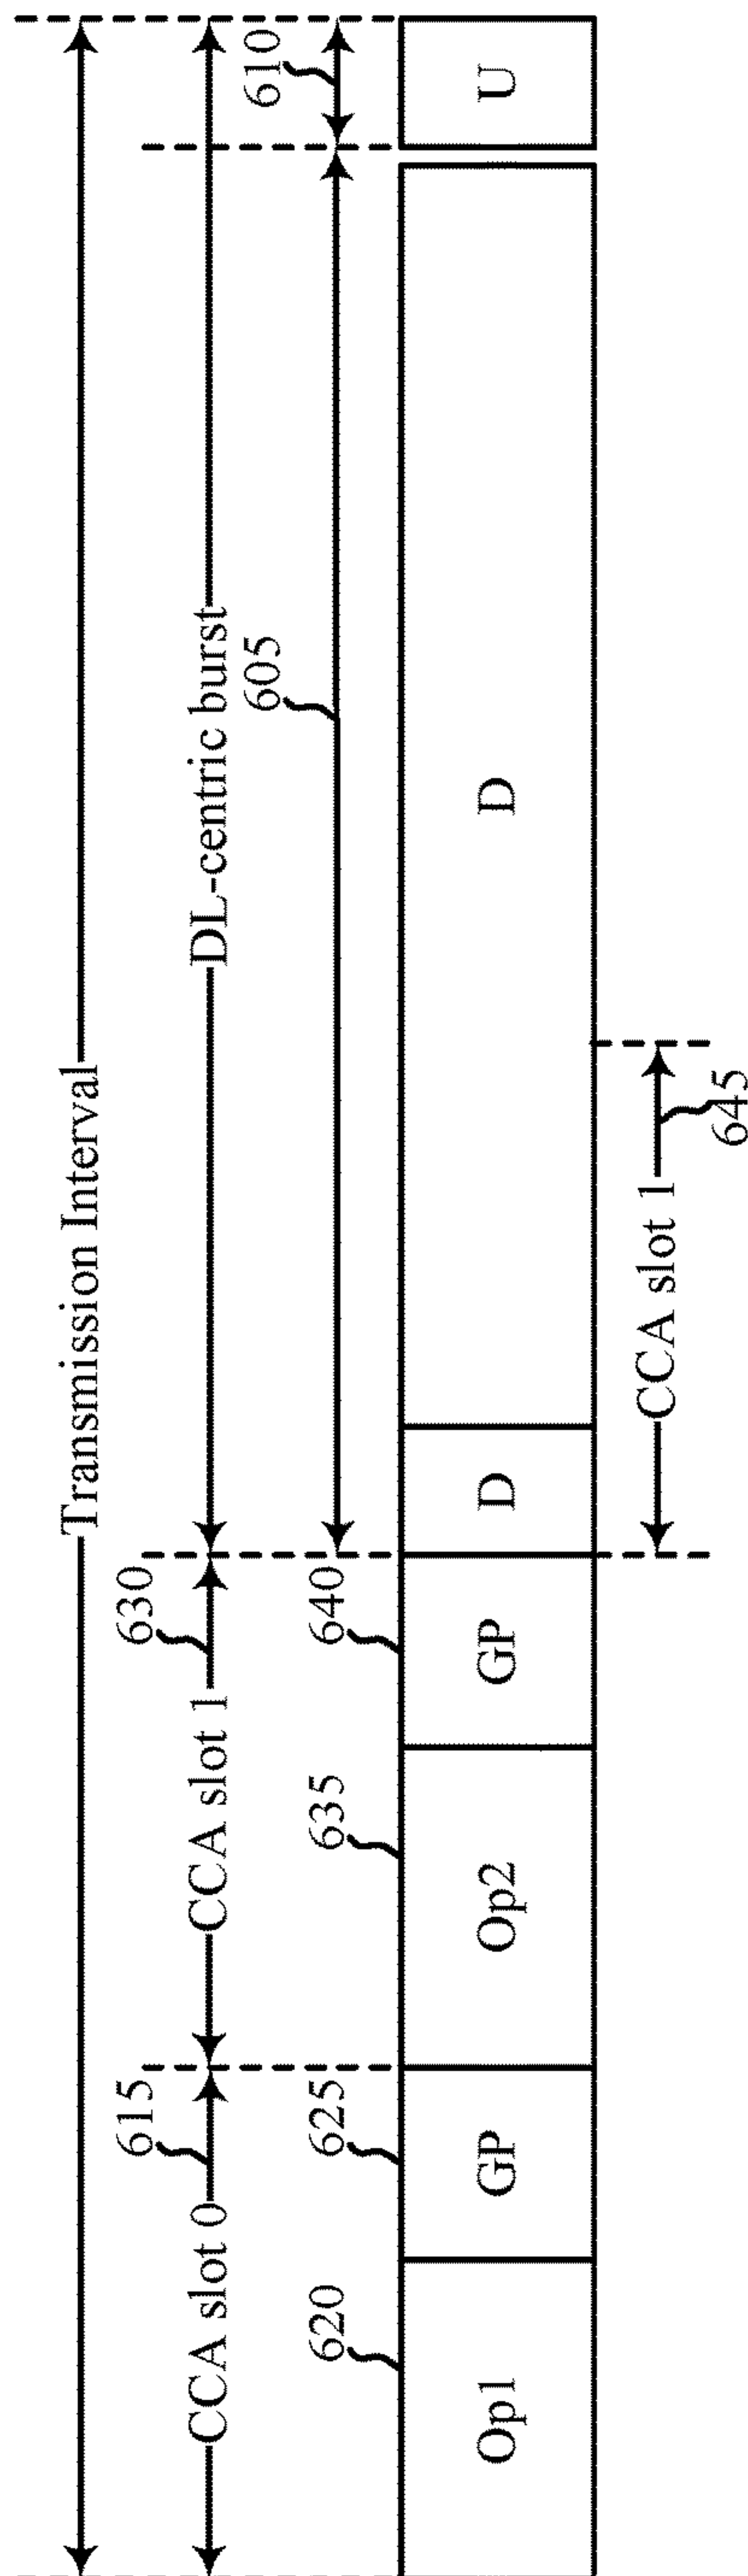 Transmission Interval
CCA slot 0
615
CCA slot 1
630
DL-centric burst
605
610
620
625
635
640
Op1
GP
Op2
GP
D
D
U
CCA slot 1
645